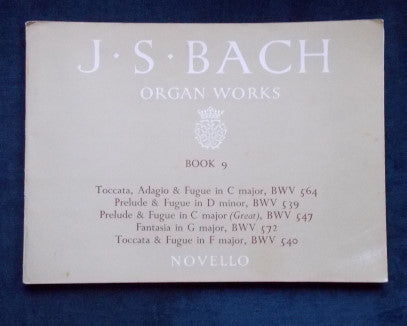 J·S·BACH
ORGAN WORKS
BOOK 9
Toccata, Adagio & Fugue in C major, BWV 564
Prelude & Fugue in D minor, BWV 539
Prelude & Fugue in C major (Great), BWV 547
Fantasia in G major, BWV 572
Toccata & Fugue in F major, BWV 540
NOVELLO